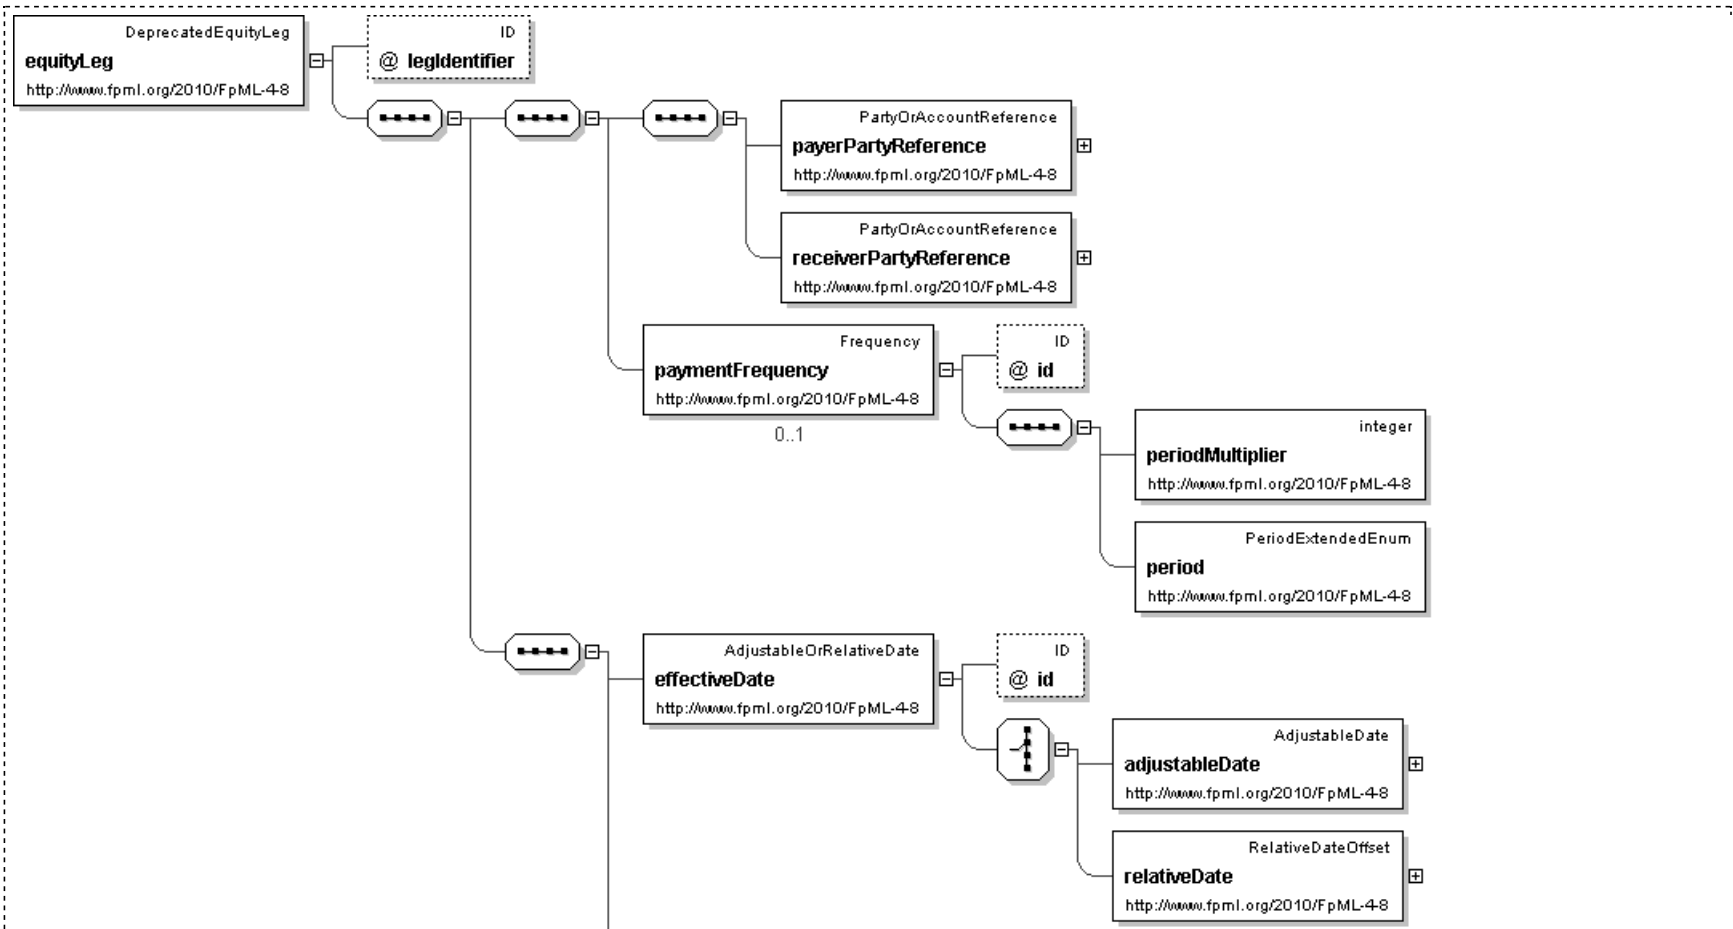 DeprecatedEquityLeg
equityLeg
http://www.fpml.org/2010/FpML-4-8
ID
@ legIdentifier
PartyOrAccountReference
payerPartyReference
http://www.fpml.org/2010/FpML-4-8
PartyOrAccountReference
receiverPartyReference
http://www.fpml.org/2010/FpML-4-8
Frequency
paymentFrequency
http://www.fpml.org/2010/FpML-4-8
0..1
ID
@ id
integer
periodMultiplier
http://www.fpml.org/2010/FpML-4-8
PeriodExtendedEnum
period
http://www.fpml.org/2010/FpML-4-8
AdjustableOrRelativeDate
effectiveDate
http://www.fpml.org/2010/FpML-4-8
ID
@ id
AdjustableDate
adjustableDate
http://www.fpml.org/2010/FpML-4-8
RelativeDateOffset
relativeDate
http://www.fpml.org/2010/FpML-4-8